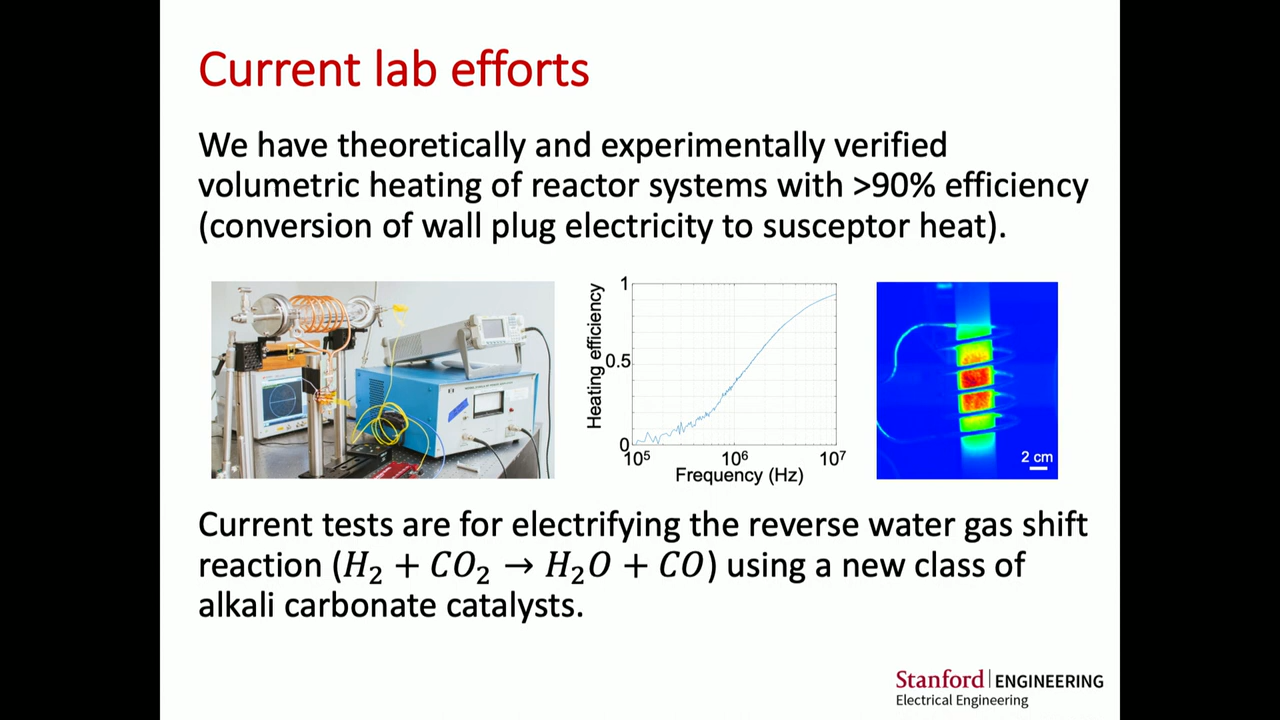 Current lab efforts
We have theoretically and experimentally verified
volumetric heating of reactor systems with >90% efficiency
(conversion of wall plug electricity to susceptor heat).
Heating efficiency
1
0.5
0
10⁵
10⁶
10⁷
Frequency (Hz)
2 cm
Current tests are for electrifying the reverse water gas shift
reaction (H₂ + CO₂ → H₂O + CO) using a new class of
alkali carbonate catalysts.
Stanford | ENGINEERING
Electrical Engineering